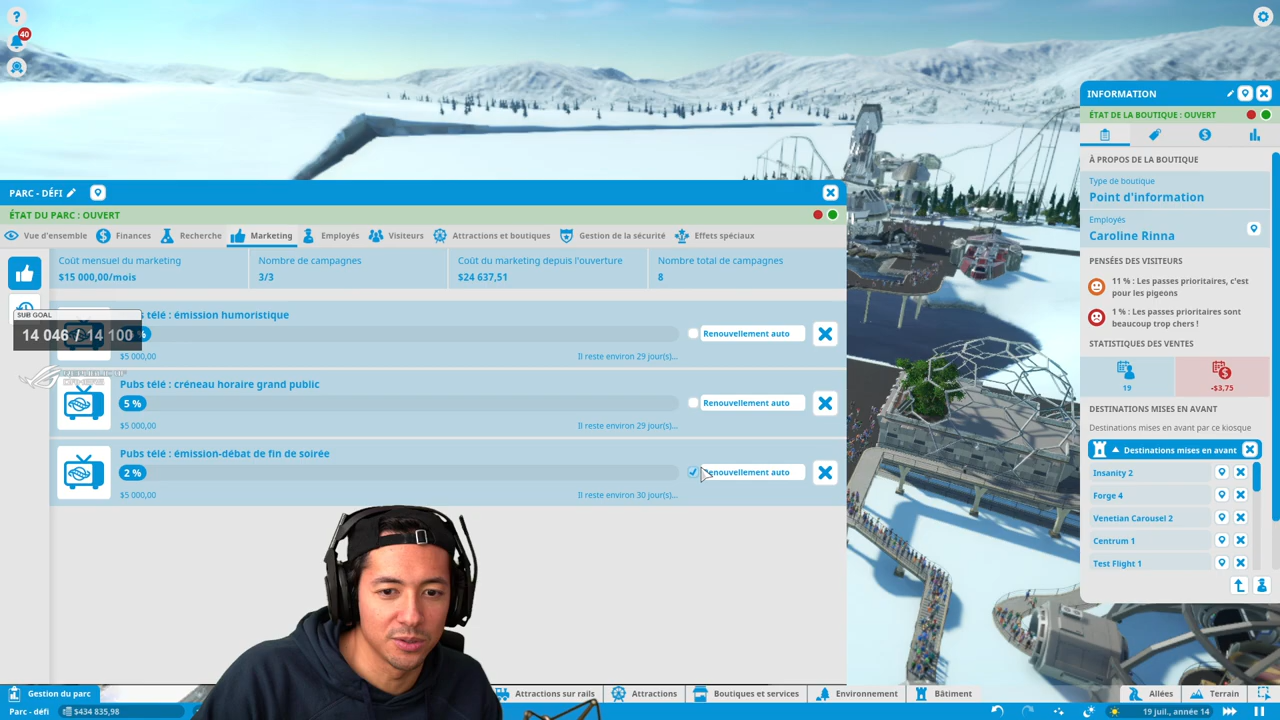 ?
40
PARC - DÉFI
ÉTAT DU PARC : OUVERT
Vue d'ensemble
Finances
Recherche
Marketing
Employés
Visiteurs
Attractions et boutiques
Gestion de la sécurité
Effets spéciaux
Coût mensuel du marketing
$15 000,00/mois
Nombre de campagnes
3/3
Coût du marketing depuis l'ouverture
$24 637,51
Nombre total de campagnes
8
SUB GOAL
14 046 / 14 100
télé : émission humoristique
%
Renouvellement auto
$5 000,00
Il reste environ 29 jour(s)...
REPUBLIC OF
GAMERS
Pubs télé : créneau horaire grand public
5 %
Renouvellement auto
$5 000,00
Il reste environ 29 jour(s)...
Pubs télé : émission-débat de fin de soirée
2 %
Renouvellement auto
$5 000,00
Il reste environ 30 jour(s)...
INFORMATION
ÉTAT DE LA BOUTIQUE : OUVERT
À PROPOS DE LA BOUTIQUE
Type de boutique
Point d'information
Employés
Caroline Rinna
PENSÉES DES VISITEURS
11 % : Les passes prioritaires, c'est
pour les pigeons
1 % : Les passes prioritaires sont
beaucoup trop chers !
STATISTIQUES DES VENTES
19
-$3,75
DESTINATIONS MISES EN AVANT
Destinations mises en avant par ce kiosque
Destinations mises en avant
Insanity 2
Forge 4
Venetian Carousel 2
Centrum 1
Test Flight 1
Gestion du parc
Attractions sur rails
Attractions
Boutiques et services
Environnement
Bâtiment
Allées
Terrain
Parc - défi
$434 835,98
19 juil., année 14